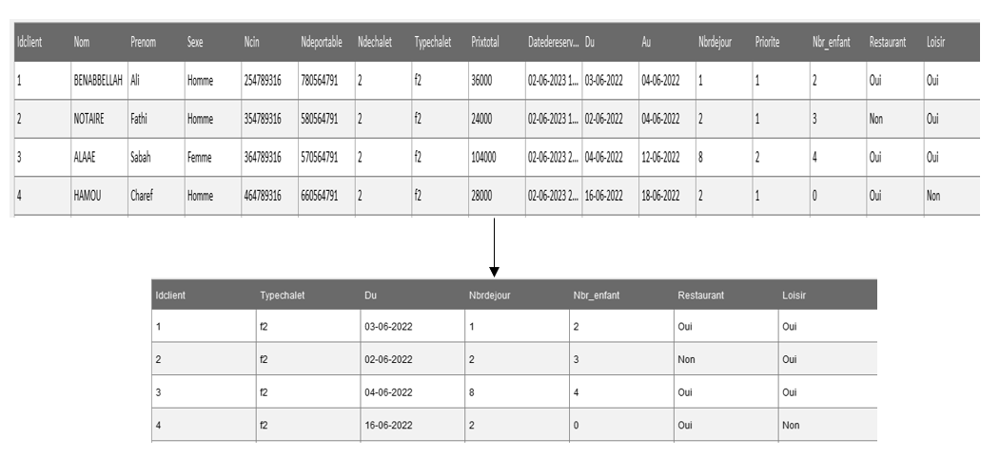 Idclient Nom Prenom Sexe Ncin Ndeportable Ndechalet Typechalet Prixtotal Datedereserv... Du Au Nbrdejour Priorite Nbr_enfant Restaurant Loisir
1 BENABBELLAH Ali Homme 254789316 780564791 2 f2 36000 02-06-2023 1... 03-06-2022 04-06-2022 1 1 2 Oui Oui
2 NOTAIRE Fathi Homme 354789316 580564791 2 f2 24000 02-06-2023 1... 02-06-2022 04-06-2022 2 1 3 Non Oui
3 ALAAE Sabah Femme 364789316 570564791 2 f2 104000 02-06-2023 2... 04-06-2022 12-06-2022 8 2 4 Oui Oui
4 HAMOU Charef Homme 464789316 660564791 2 f2 28000 02-06-2023 2... 16-06-2022 18-06-2022 2 1 0 Oui Non
Idclient Typechalet Du Nbrdejour Nbr_enfant Restaurant Loisir
1 f2 03-06-2022 1 2 Oui Oui
2 f2 02-06-2022 2 3 Non Oui
3 f2 04-06-2022 8 4 Oui Oui
4 f2 16-06-2022 2 0 Oui Non